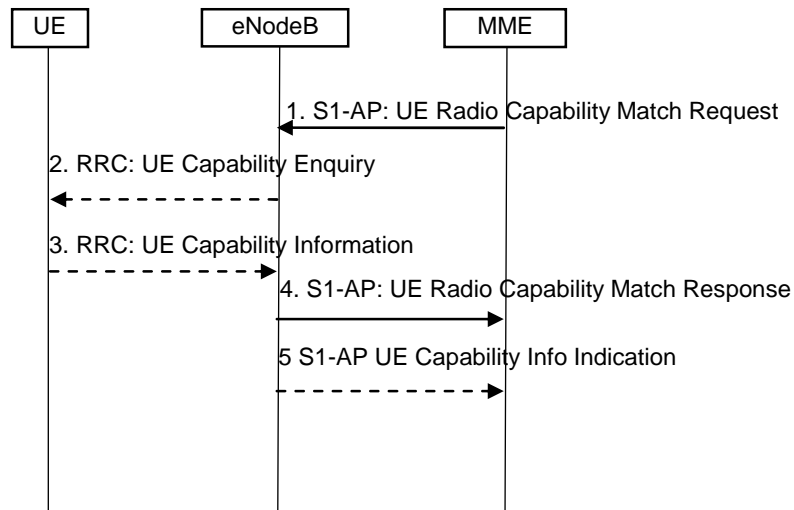 UE
eNodeB
MME
1. S1-AP: UE Radio Capability Match Request
2. RRC: UE Capability Enquiry
3. RRC: UE Capability Information
4. S1-AP: UE Radio Capability Match Response
5 S1-AP UE Capability Info Indication